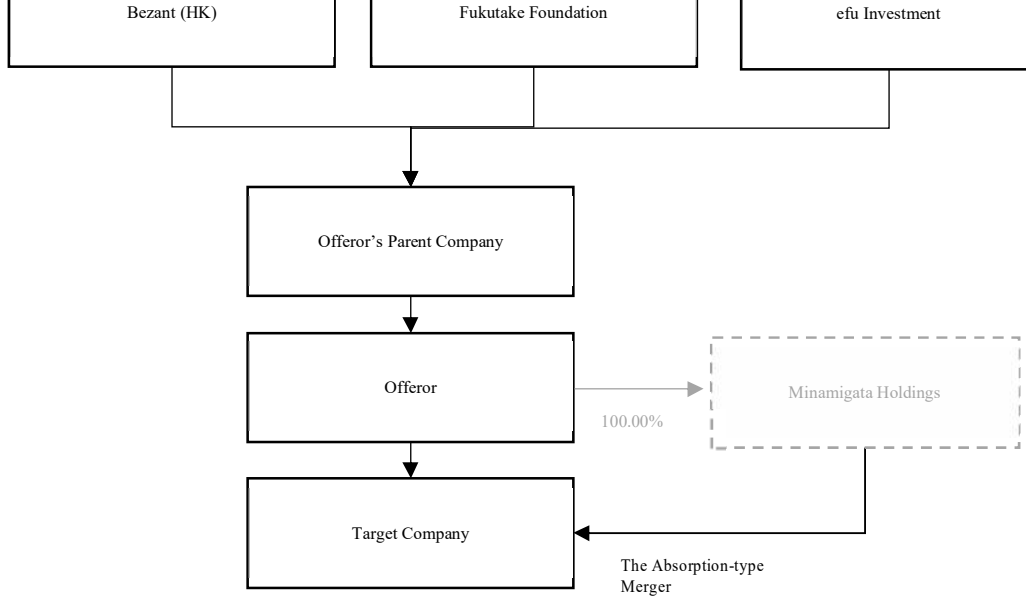 Bezant (HK)
Fukutake Foundation
efu Investment
Offeror’s Parent Company
Offeror
Minamigata Holdings
100.00%
Target Company
The Absorption-type
Merger